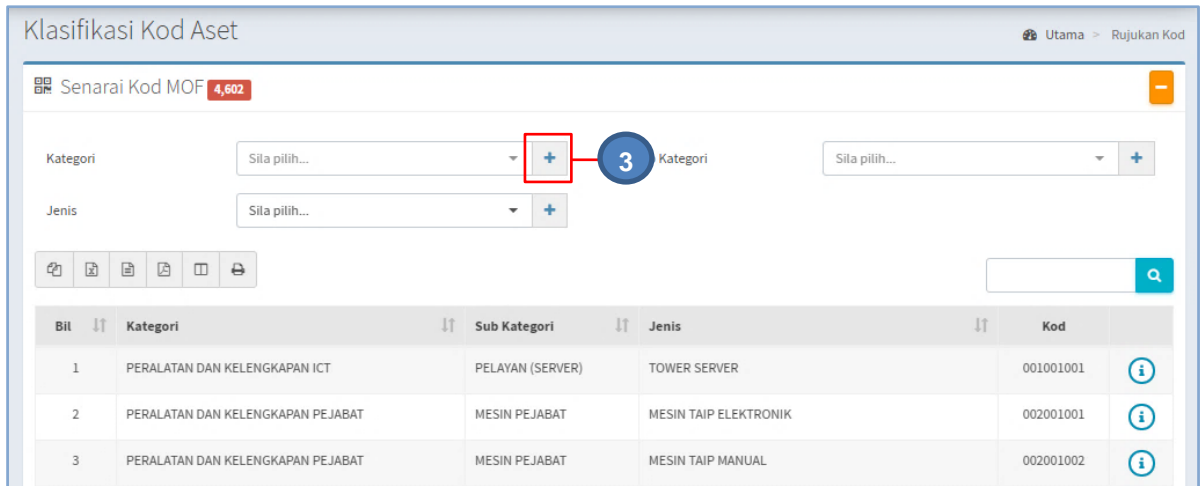 Klasifikasi Kod Aset
Utama > Rujukan Kod
Senarai Kod MOF 4,602
Kategori Sila pilih... + 3 Kategori Sila pilih... +
Jenis Sila pilih... +
Bil Kategori Sub Kategori Jenis Kod
1 PERALATAN DAN KELENGKAPAN ICT PELAYAN (SERVER) TOWER SERVER 001001001
2 PERALATAN DAN KELENGKAPAN PEJABAT MESIN PEJABAT MESIN TAIP ELEKTRONIK 002001001
3 PERALATAN DAN KELENGKAPAN PEJABAT MESIN PEJABAT MESIN TAIP MANUAL 002001002